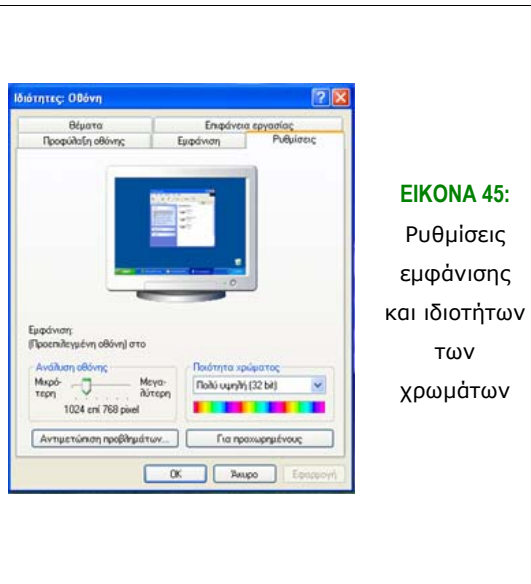 Ιδιότητες: Οθόνη
Θέματα
Επιφάνεια εργασίας
Προφύλαξη οθόνης
Εμφάνιση
Ρυθμίσεις
Εμφάνιση:
(Προεπιλεγμένη οθόνη) στο
Ανάλυση οθόνης
Μικρό-
τερη
Μεγα-
λύτερη
1024 επί 768 pixel
Ποιότητα χρώματος
Πολύ υψηλή (32 bit)
Αντιμετώπιση προβλημάτων...
Για προχωρημένους
OK
Άκυρο
Εφαρμογή
ΕΙΚΟΝΑ 45:
Ρυθμίσεις
εμφάνισης
και ιδιοτήτων
των
χρωμάτων